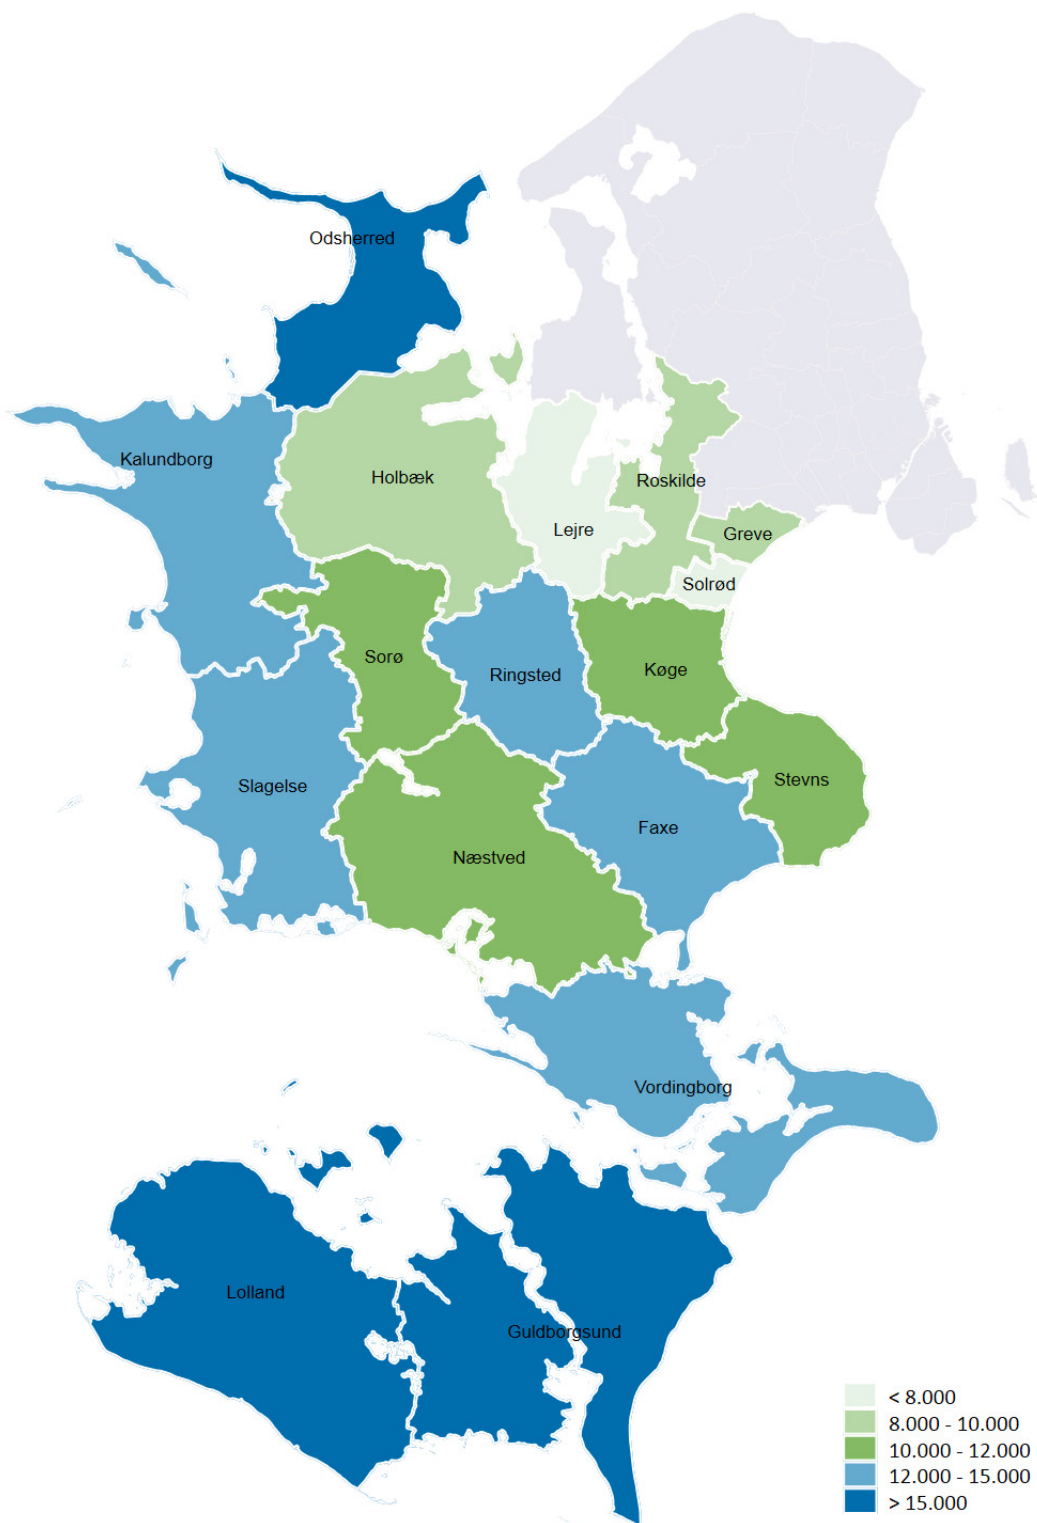 Odsherred
Kalundborg
Holbæk
Roskilde
Lejre
Greve
Solrød
Sorø
Ringsted
Køge
Slagelse
Stevns
Faxe
Næstved
Vordingborg
Lolland
Guldborgsund
< 8.000
8.000 - 10.000
10.000 - 12.000
12.000 - 15.000
> 15.000